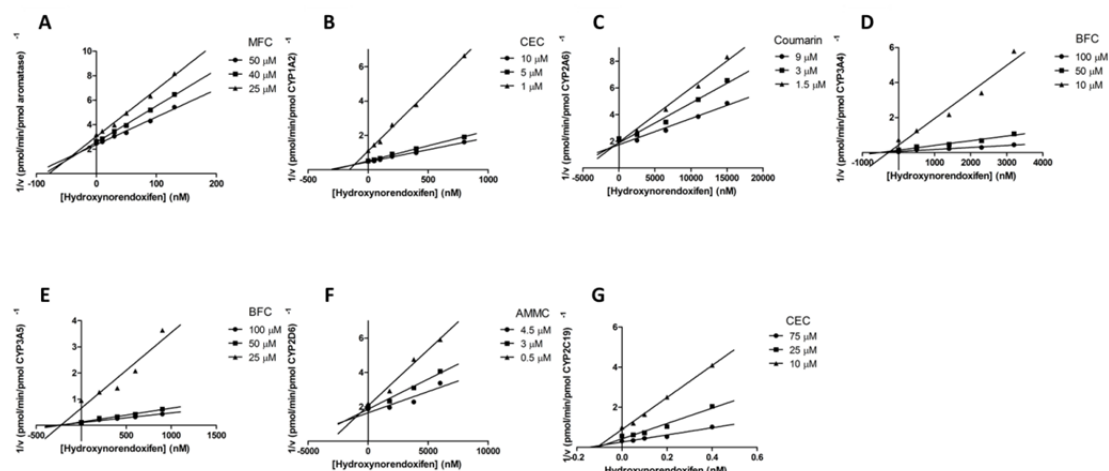 A
MFC
50 μM
40 μM
25 μM
1/v (pmol/min/pmol aromatase)
-1
10
8
6
4
2
-100
0
100
200
[Hydroxynorendoxifen] (nM)
B
CEC
10 μM
5 μM
1 μM
1/v (pmol/min/pmol CYP1A2)
-1
6
4
2
-500
0
500
1000
[Hydroxynorendoxifen] (nM)
C
Coumarin
9 μM
3 μM
1.5 μM
1/v (pmol/min/pmol CYP2A6)
-1
8
6
4
2
-5000
0
5000
10000
15000
20000
[Hydroxynorendoxifen] (nM)
D
BFC
100 μM
50 μM
10 μM
1/v (pmol/min/pmol CYP3A4)
-1
6
4
2
-1000
0
1000
2000
3000
4000
[Hydroxynorendoxifen] (nM)
E
BFC
100 μM
50 μM
25 μM
1/v (pmol/min/pmol CYP3A5)
-1
4
3
2
1
-500
0
500
1000
1500
[Hydroxynorendoxifen] (nM)
F
AMMC
4.5 μM
3 μM
0.5 μM
1/v (pmol/min/pmol CYP2D6)
-1
6
4
2
-5000
0
5000
10000
[Hydroxynorendoxifen] (nM)
G
CEC
75 μM
25 μM
10 μM
1/v (pmol/min/pmol CYP2C19)
-1
6
4
2
-0.2
0.0
0.2
0.4
0.6
Hydroxynorendoxifen (μM)